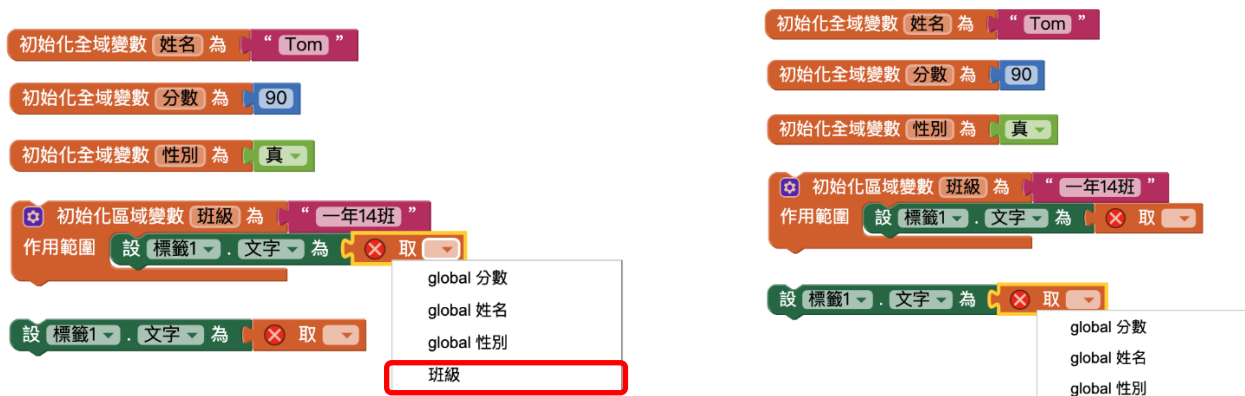 初始化全域變數 姓名 為 “ Tom ”
初始化全域變數 分數 為 90
初始化全域變數 性別 為 真
初始化區域變數 班級 為 “ 一年14班 ”
作用範圍 設 標籤1 . 文字 為 取
global 分數
global 姓名
global 性別
班級
設 標籤1 . 文字 為 取
初始化全域變數 姓名 為 “ Tom ”
初始化全域變數 分數 為 90
初始化全域變數 性別 為 真
初始化區域變數 班級 為 “ 一年14班 ”
作用範圍 設 標籤1 . 文字 為 取
設 標籤1 . 文字 為 取
global 分數
global 姓名
global 性別